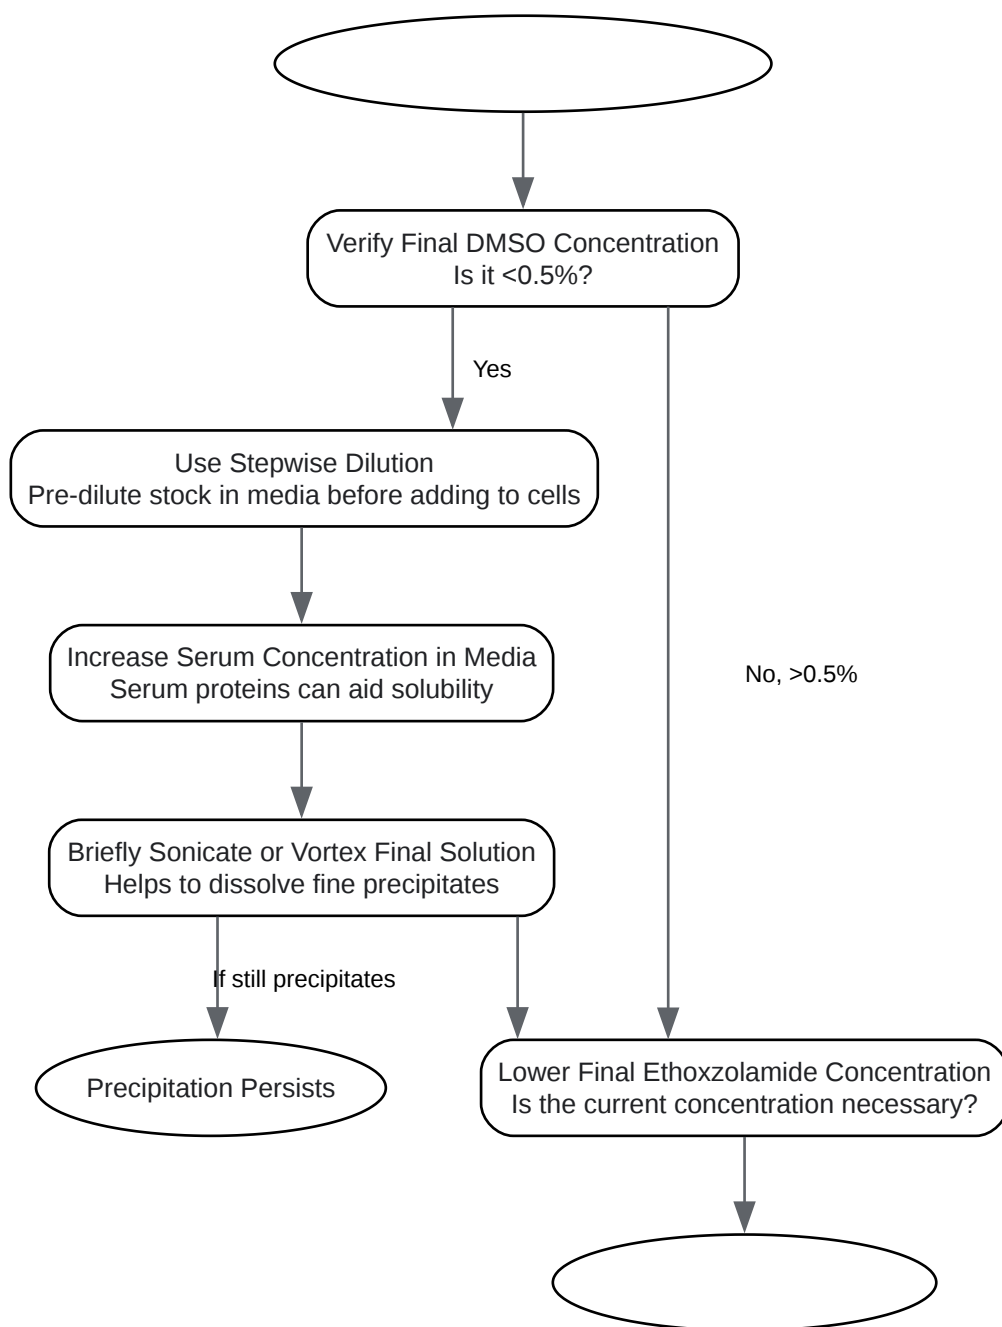 Verify Final DMSO Concentration
Is it <0.5%?
Yes
Use Stepwise Dilution
Pre-dilute stock in media before adding to cells
Increase Serum Concentration in Media
Serum proteins can aid solubility
No, >0.5%
Briefly Sonicate or Vortex Final Solution
Helps to dissolve fine precipitates
If still precipitates
Precipitation Persists
Lower Final Ethoxzolamide Concentration
Is the current concentration necessary?